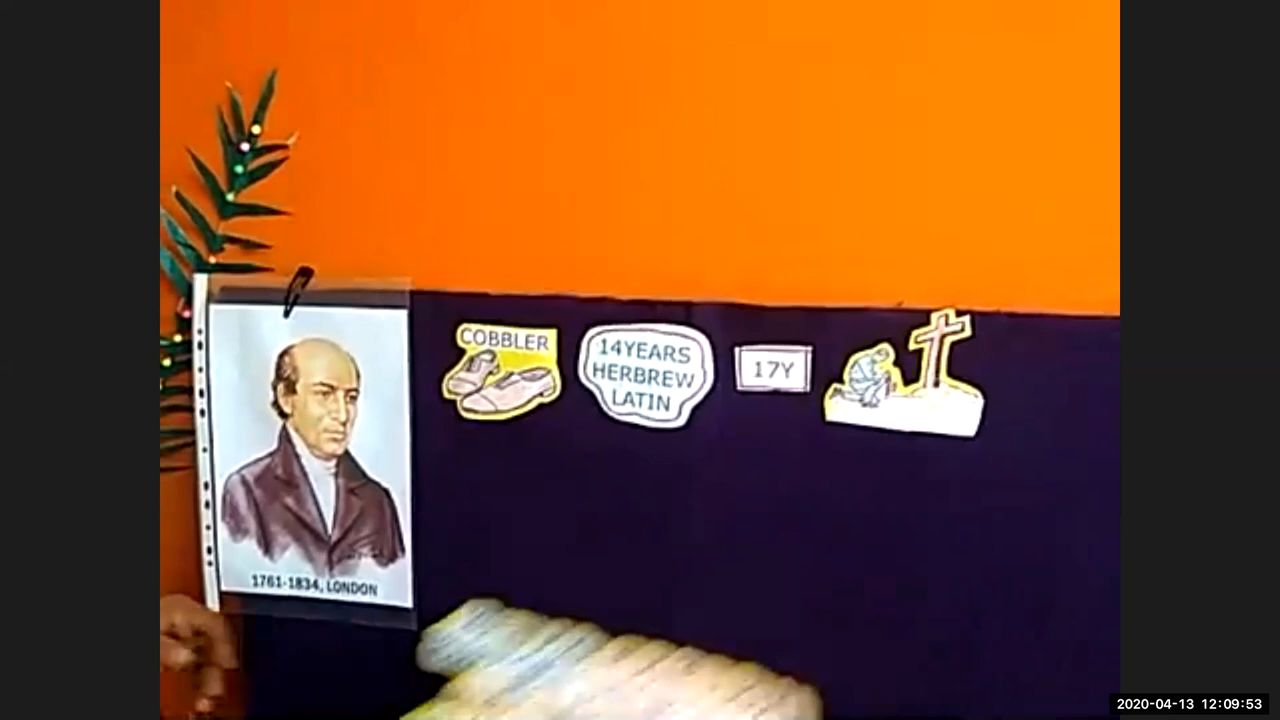 COBBLER
14YEARS
HERBREW
LATIN
17Y
1761-1834, LONDON
2020-04-13 12:09:53